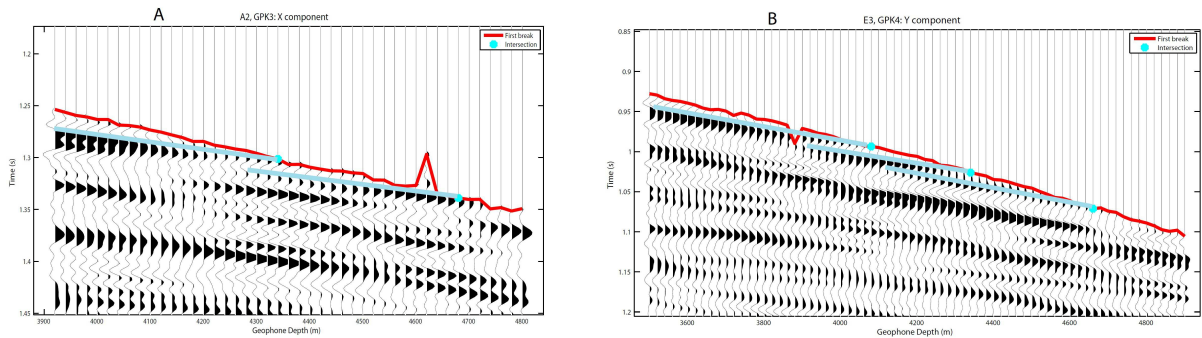 A
A2, GPK3: X component
First break
Intersection
1.2
1.25
1.3
1.35
1.4
1.45
Time (s)
3900 4000 4100 4200 4300 4400 4500 4600 4700 4800
Geophone Depth (m)
B
E3, GPK4: Y component
First break
Intersection
0.85
0.9
0.95
1
1.05
1.1
1.15
1.2
Time (s)
3600 3800 4000 4200 4400 4600 4800
Geophone Depth (m)